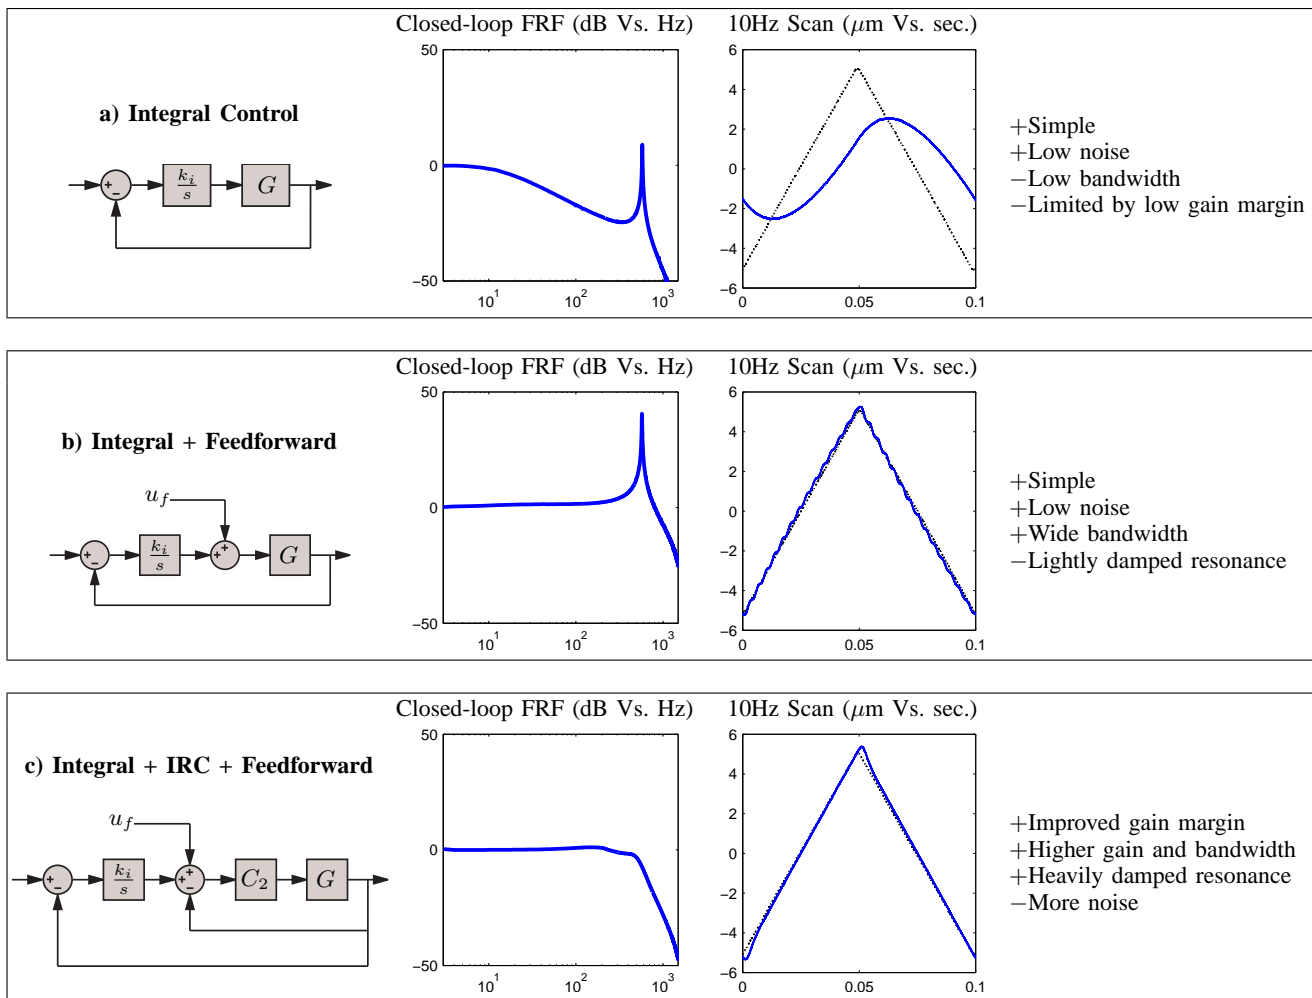 Closed-loop FRF (dB Vs. Hz)
10Hz Scan (μm Vs. sec.)
a) Integral Control
+
−
k_i
s
G
50
0
−50
10^1
10^2
10^3
6
4
2
0
−2
−4
−6
0
0.05
0.1
+Simple
+Low noise
−Low bandwidth
−Limited by low gain margin
Closed-loop FRF (dB Vs. Hz)
10Hz Scan (μm Vs. sec.)
b) Integral + Feedforward
u_f
+
−
k_i
s
+
+
G
50
0
−50
10^1
10^2
10^3
6
4
2
0
−2
−4
−6
0
0.05
0.1
+Simple
+Low noise
+Wide bandwidth
−Lightly damped resonance
Closed-loop FRF (dB Vs. Hz)
10Hz Scan (μm Vs. sec.)
c) Integral + IRC + Feedforward
u_f
+
−
k_i
s
+
+
−
C_2
G
50
0
−50
10^1
10^2
10^3
6
4
2
0
−2
−4
−6
0
0.05
0.1
+Improved gain margin
+Higher gain and bandwidth
+Heavily damped resonance
−More noise